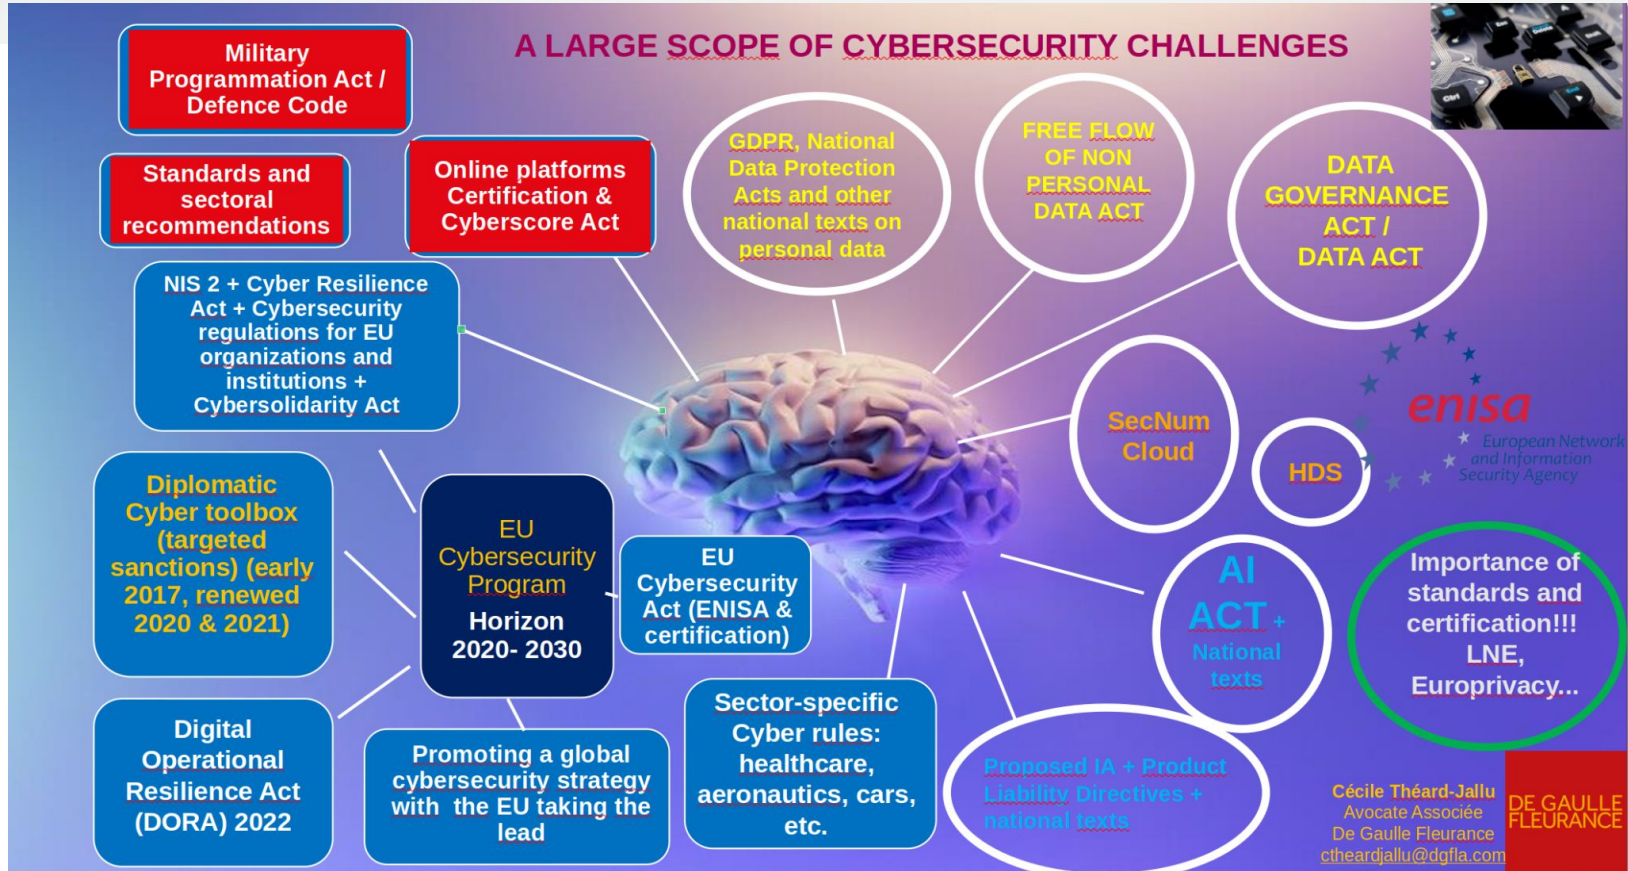 A LARGE SCOPE OF CYBERSECURITY CHALLENGES
Military
Programmation Act /
Defence Code
Standards and
sectoral
recommendations
Online platforms
Certification &
Cyberscore Act
GDPR, National
Data Protection
Acts and other
national texts on
personal data
FREE FLOW
OF NON
PERSONAL
DATA ACT
DATA
GOVERNANCE
ACT /
DATA ACT
NIS 2 + Cyber Resilience
Act + Cybersecurity
regulations for EU
organizations and
institutions +
Cybersolidarity Act
SecNum
Cloud
HDS
enisa
European Network
and Information
Security Agency
Diplomatic
Cyber toolbox
(targeted
sanctions) (early
2017, renewed
2020 & 2021)
EU
Cybersecurity
Program
Horizon
2020- 2030
EU
Cybersecurity
Act (ENISA &
certification)
AI
ACT +
National
texts
Importance of
standards and
certification!!!
LNE,
Europrivacy...
Digital
Operational
Resilience Act
(DORA) 2022
Promoting a global
cybersecurity strategy
with the EU taking the
lead
Sector-specific
Cyber rules:
healthcare,
aeronautics, cars,
etc.
Proposed IA + Product
Liability Directives +
national texts
Cécile Théard-Jallu
Avocate Associée
De Gaulle Fleurance
ctheardjallu@dgfla.com
DE GAULLE
FLEURANCE
Ctrl